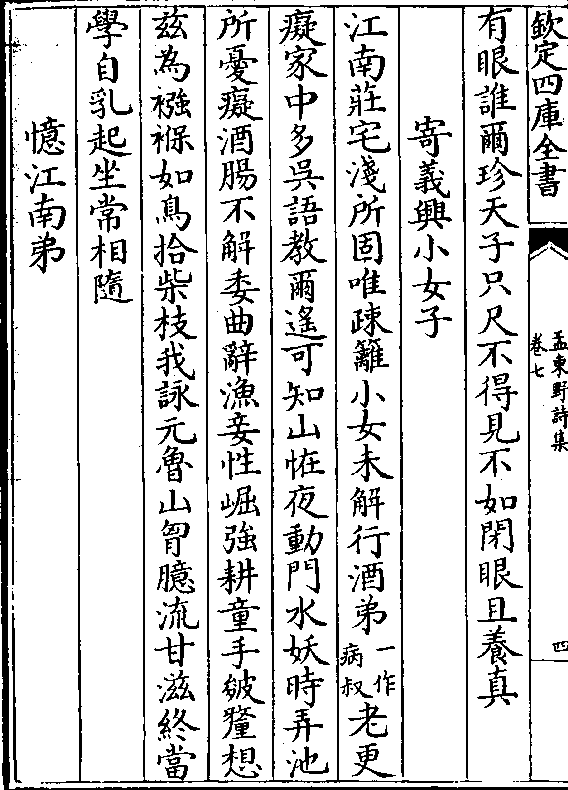 欽定四庫全書
孟東野詩集
卷七
四
有眼誰爾珍天子只尺不得見不如閉眼且養真
寄義興小女子
江南莊宅淺所固唯疎籬小女未解行酒弟一作病叔老更
癡家中多吳語教爾遙可知山怪夜動門水妖時弄池
所憂癡酒腸不解委曲辭漁妾性崛強耕童手皴釐想
兹為襁褓如鳥拾柴枝我詠元魯山胷臆流甘滋終當
學自乳起坐常相隨
憶江南弟